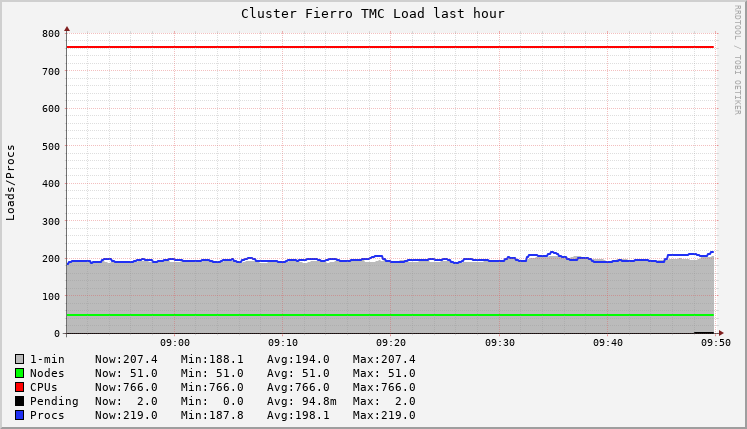 Cluster Fierro TMC Load last hour
RRDTOOL / TOBI OETIKER
Loads/Procs
800
700
600
500
400
300
200
100
0
09:00 09:10 09:20 09:30 09:40 09:50
1-min Now:207.4 Min:188.1 Avg:194.0 Max:207.4
Nodes Now: 51.0 Min: 51.0 Avg: 51.0 Max: 51.0
CPUs Now:766.0 Min:766.0 Avg:766.0 Max:766.0
Pending Now: 2.0 Min: 0.0 Avg: 94.8m Max: 2.0
Procs Now:219.0 Min:187.8 Avg:198.1 Max:219.0